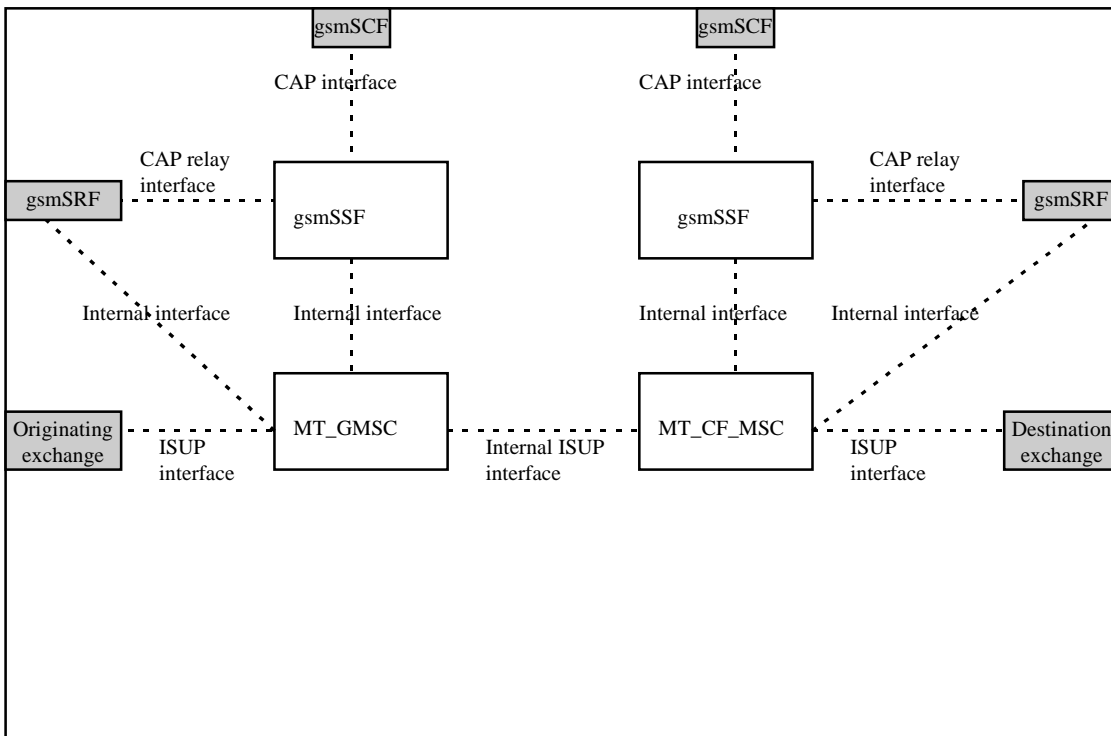 gsmSCF
gsmSCF
CAP interface
CAP interface
CAP relay
interface
CAP relay
interface
gsmSRF
gsmSSF
gsmSSF
gsmSRF
Internal interface
Internal interface
Internal interface
Internal interface
Originating
exchange
ISUP
interface
MT_GMSC
Internal ISUP
interface
MT_CF_MSC
ISUP
interface
Destination
exchange